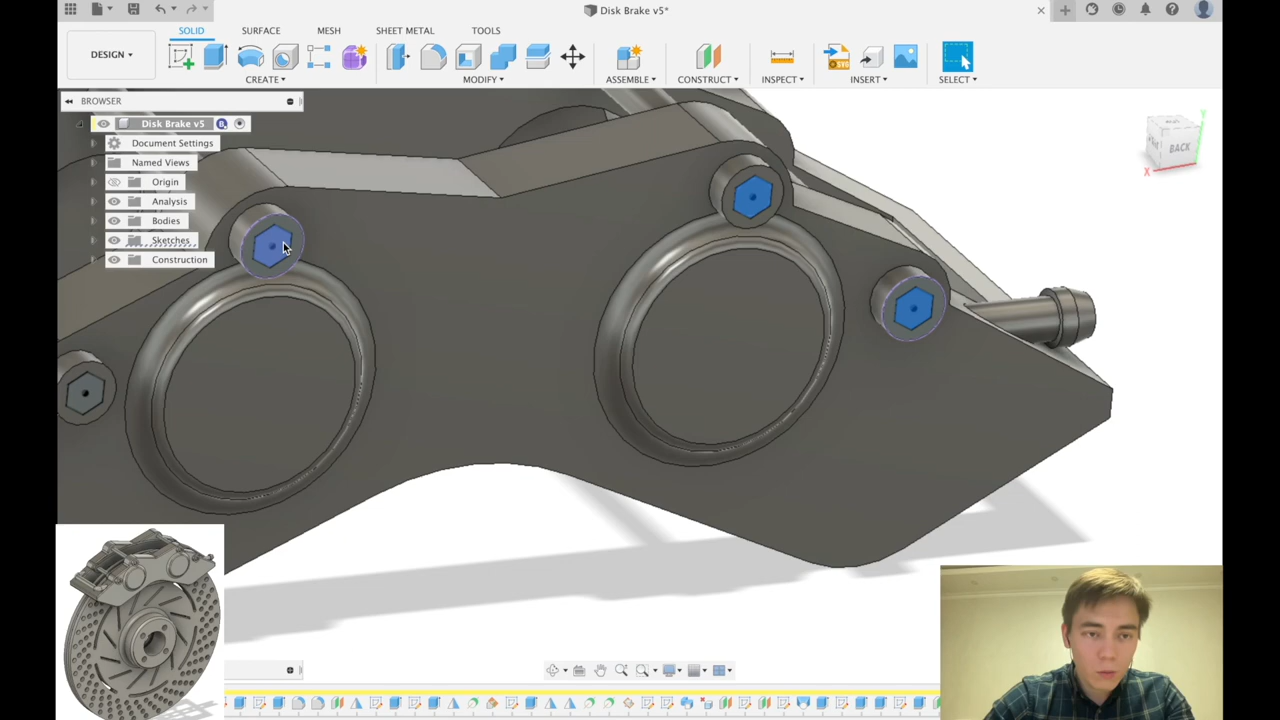 Disk Brake v5*
SOLID SURFACE MESH SHEET METAL TOOLS
DESIGN
CREATE MODIFY ASSEMBLE CONSTRUCT INSPECT INSERT SELECT
BROWSER
Disk Brake v5
Document Settings
Named Views
Origin
Analysis
Bodies
Sketches
Construction
Y
BACK
X